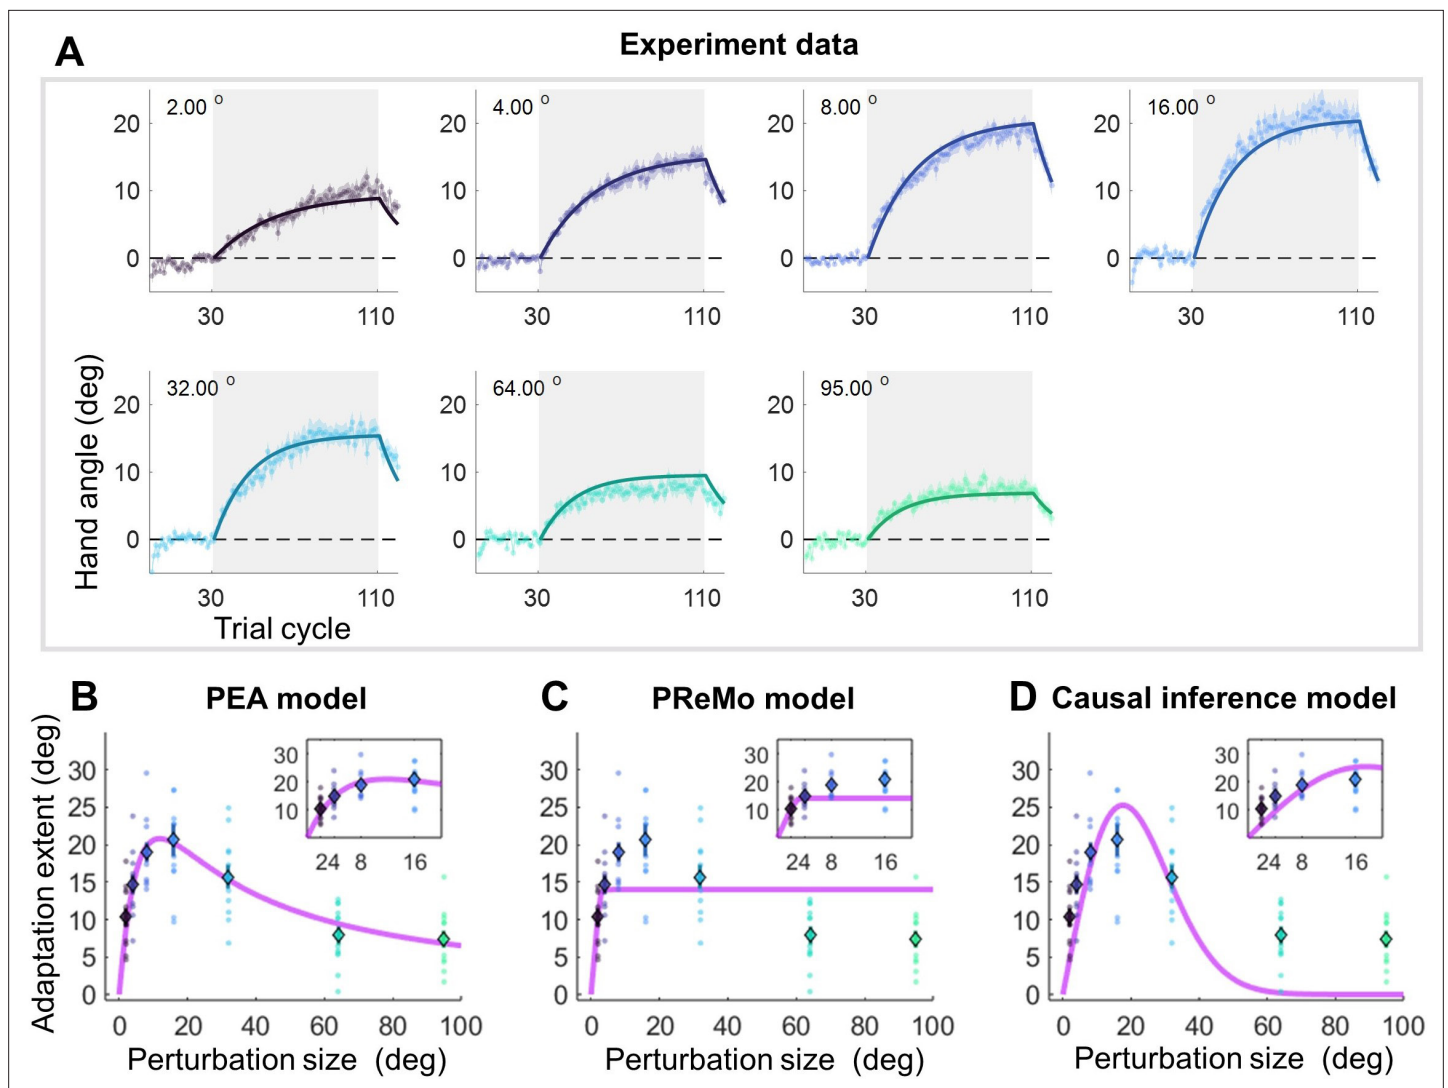 A
Experiment data
2.00 o
4.00 o
8.00 o
16.00 o
20
10
0
30
110
20
10
0
30
110
20
10
0
30
110
20
10
0
30
110
32.00 o
64.00 o
95.00 o
20
10
0
30
110
20
10
0
30
110
20
10
0
30
110
Hand angle (deg)
Trial cycle
B
PEA model
Adaptation extent (deg)
30
25
20
15
10
5
0
0 20 40 60 80 100
Perturbation size (deg)
30
20
10
24 8 16
C
PReMo model
30
25
20
15
10
5
0
0 20 40 60 80 100
Perturbation size (deg)
30
20
10
24 8 16
D
Causal inference model
30
25
20
15
10
5
0
0 20 40 60 80 100
Perturbation size (deg)
30
20
10
24 8 16